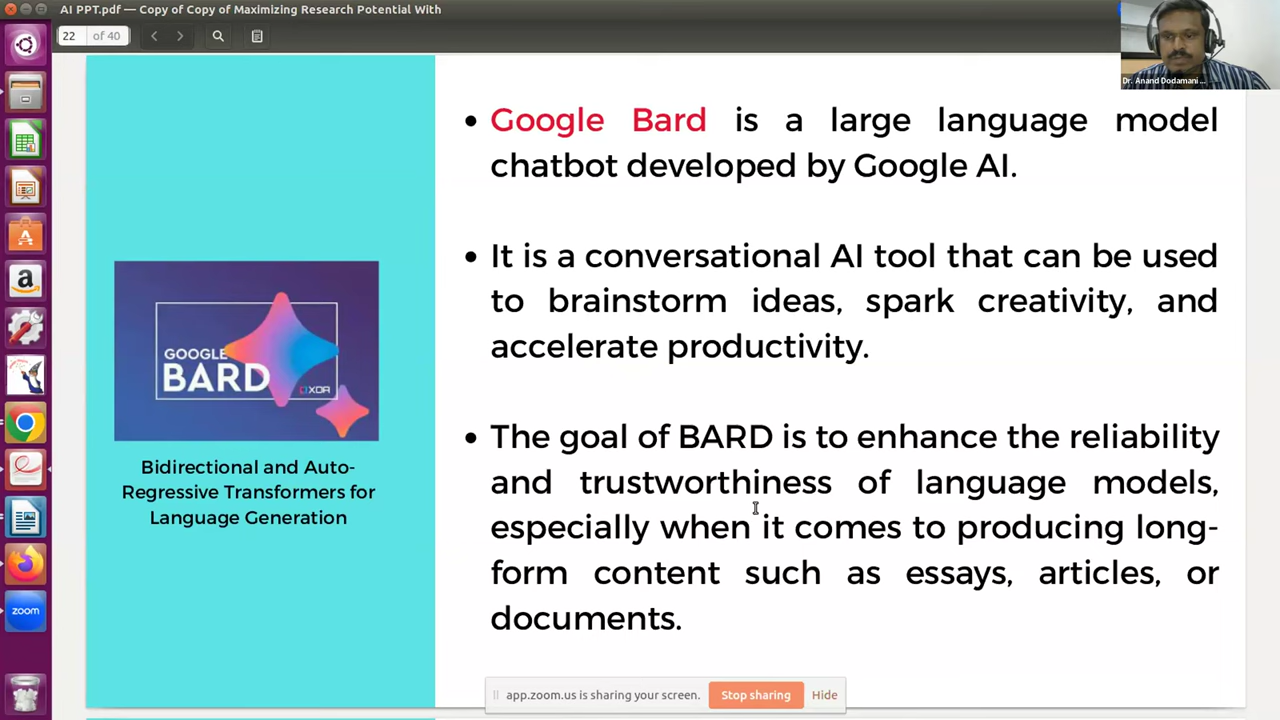 AI PPT.pdf — Copy of Copy of Maximizing Research Potential With
22 of 40
Dr. Anand Dodamani ...
• Google Bard is a large language model
chatbot developed by Google AI.
• It is a conversational AI tool that can be used
to brainstorm ideas, spark creativity, and
accelerate productivity.
• The goal of BARD is to enhance the reliability
and trustworthiness of language models,
especially when it comes to producing long-
form content such as essays, articles, or
documents.
GOOGLE
BARD
XDA
Bidirectional and Auto-
Regressive Transformers for
Language Generation
a
zoom
app.zoom.us is sharing your screen. Stop sharing Hide